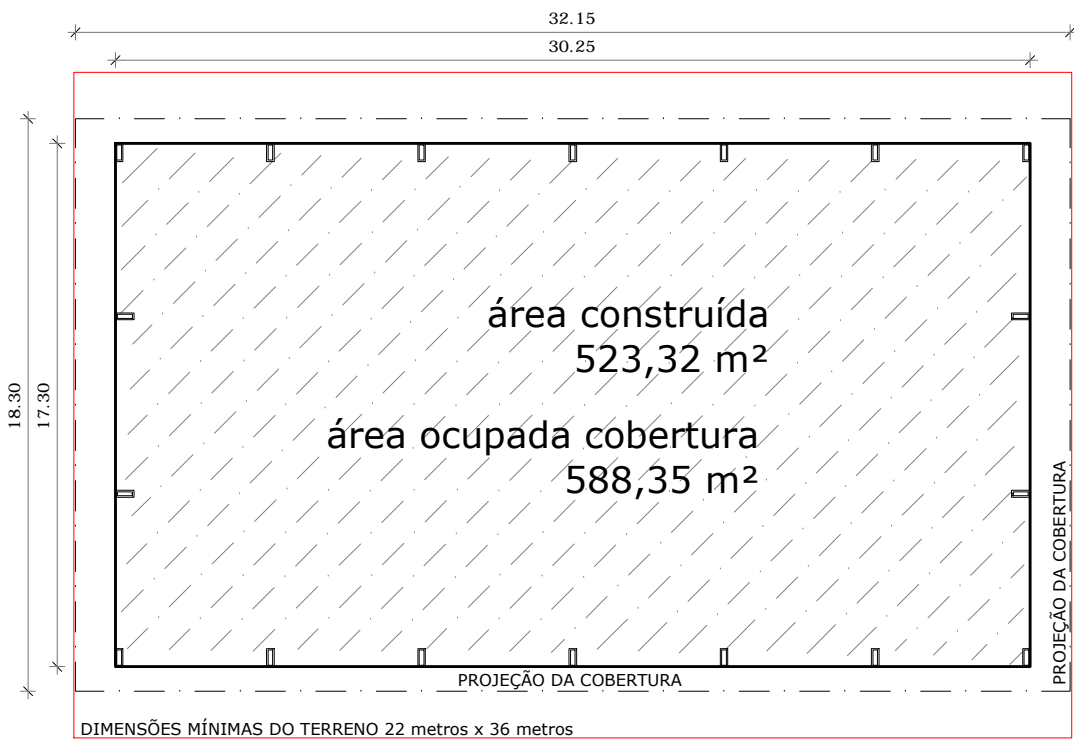 32.15
30.25
18.30
17.30
área construída
523,32 m²
área ocupada cobertura
588,35 m²
PROJEÇÃO DA COBERTURA
PROJEÇÃO DA COBERTURA
DIMENSÕES MÍNIMAS DO TERRENO 22 metros x 36 metros